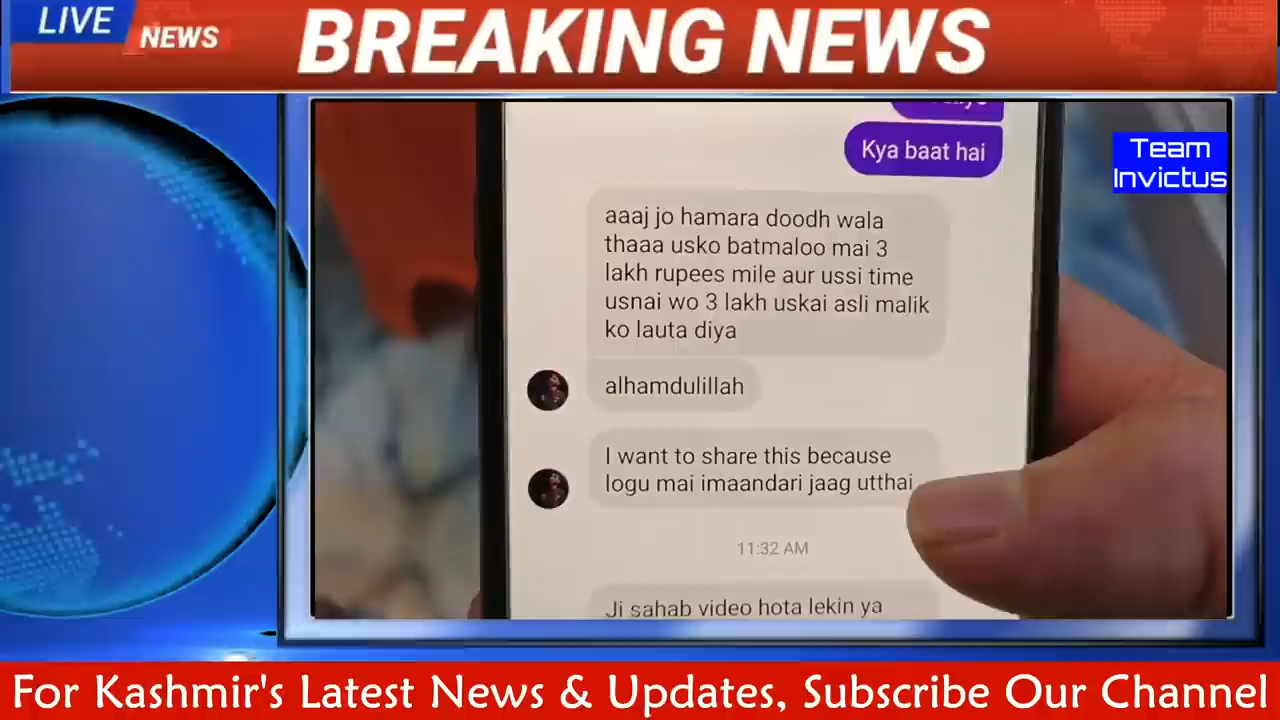 LIVE
NEWS
BREAKING NEWS
Team
Invictus
Kya baat hai
aaaj jo hamara doodh wala
thaaa usko batmaloo mai 3
lakh rupees mile aur ussi time
usnai wo 3 lakh uskai asli malik
ko lauta diya
alhamdulillah
I want to share this because
logu mai imaandari jaag utthai
11:32 AM
Ji sahab video hota lekin ya
For Kashmir's Latest News & Updates, Subscribe Our Channel